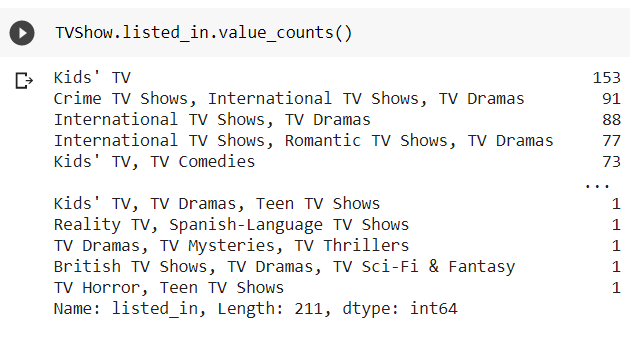 TVShow.listed_in.value_counts()
Kids' TV 153
Crime TV Shows, International TV Shows, TV Dramas 91
International TV Shows, TV Dramas 88
International TV Shows, Romantic TV Shows, TV Dramas 77
Kids' TV, TV Comedies 73
...
Kids' TV, TV Dramas, Teen TV Shows 1
Reality TV, Spanish-Language TV Shows 1
TV Dramas, TV Mysteries, TV Thrillers 1
British TV Shows, TV Dramas, TV Sci-Fi & Fantasy 1
TV Horror, Teen TV Shows 1
Name: listed_in, Length: 211, dtype: int64